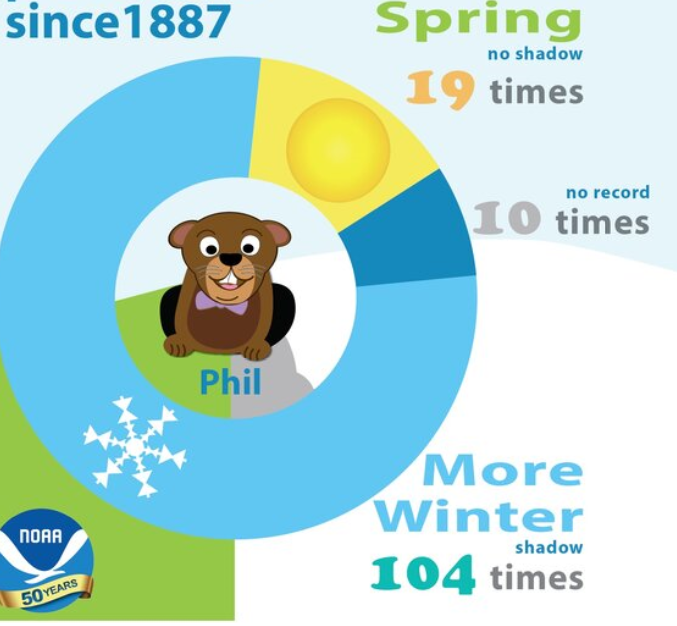 since1887
Spring
no shadow
19 times
no record
10 times
Phil
More
Winter
shadow
104 times
NOAA
50 YEARS